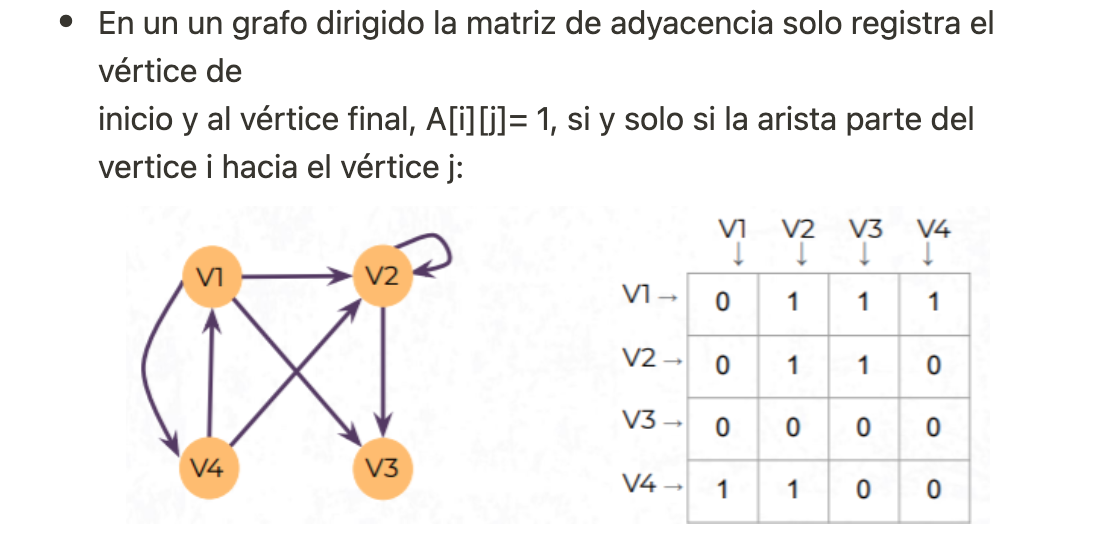 • En un un grafo dirigido la matriz de adyacencia solo registra el
vértice de
inicio y al vértice final, A[i][j]= 1, si y solo si la arista parte del
vertice i hacia el vértice j:
V1 V2
V4 V3
V1 V2 V3 V4
↓ ↓ ↓ ↓
V1→ 0 1 1 1
V2→ 0 1 1 0
V3→ 0 0 0 0
V4→ 1 1 0 0